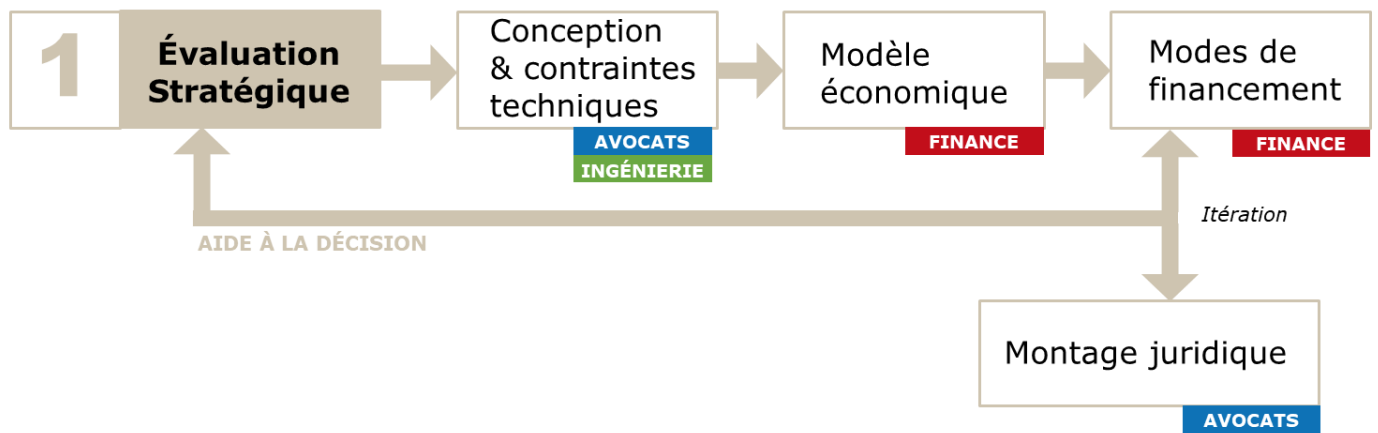 1
Évaluation
Stratégique
Conception
& contraintes
techniques
AVOCATS
INGÉNIERIE
Modèle
économique
FINANCE
Modes de
financement
FINANCE
Itération
AIDE À LA DÉCISION
Montage juridique
AVOCATS